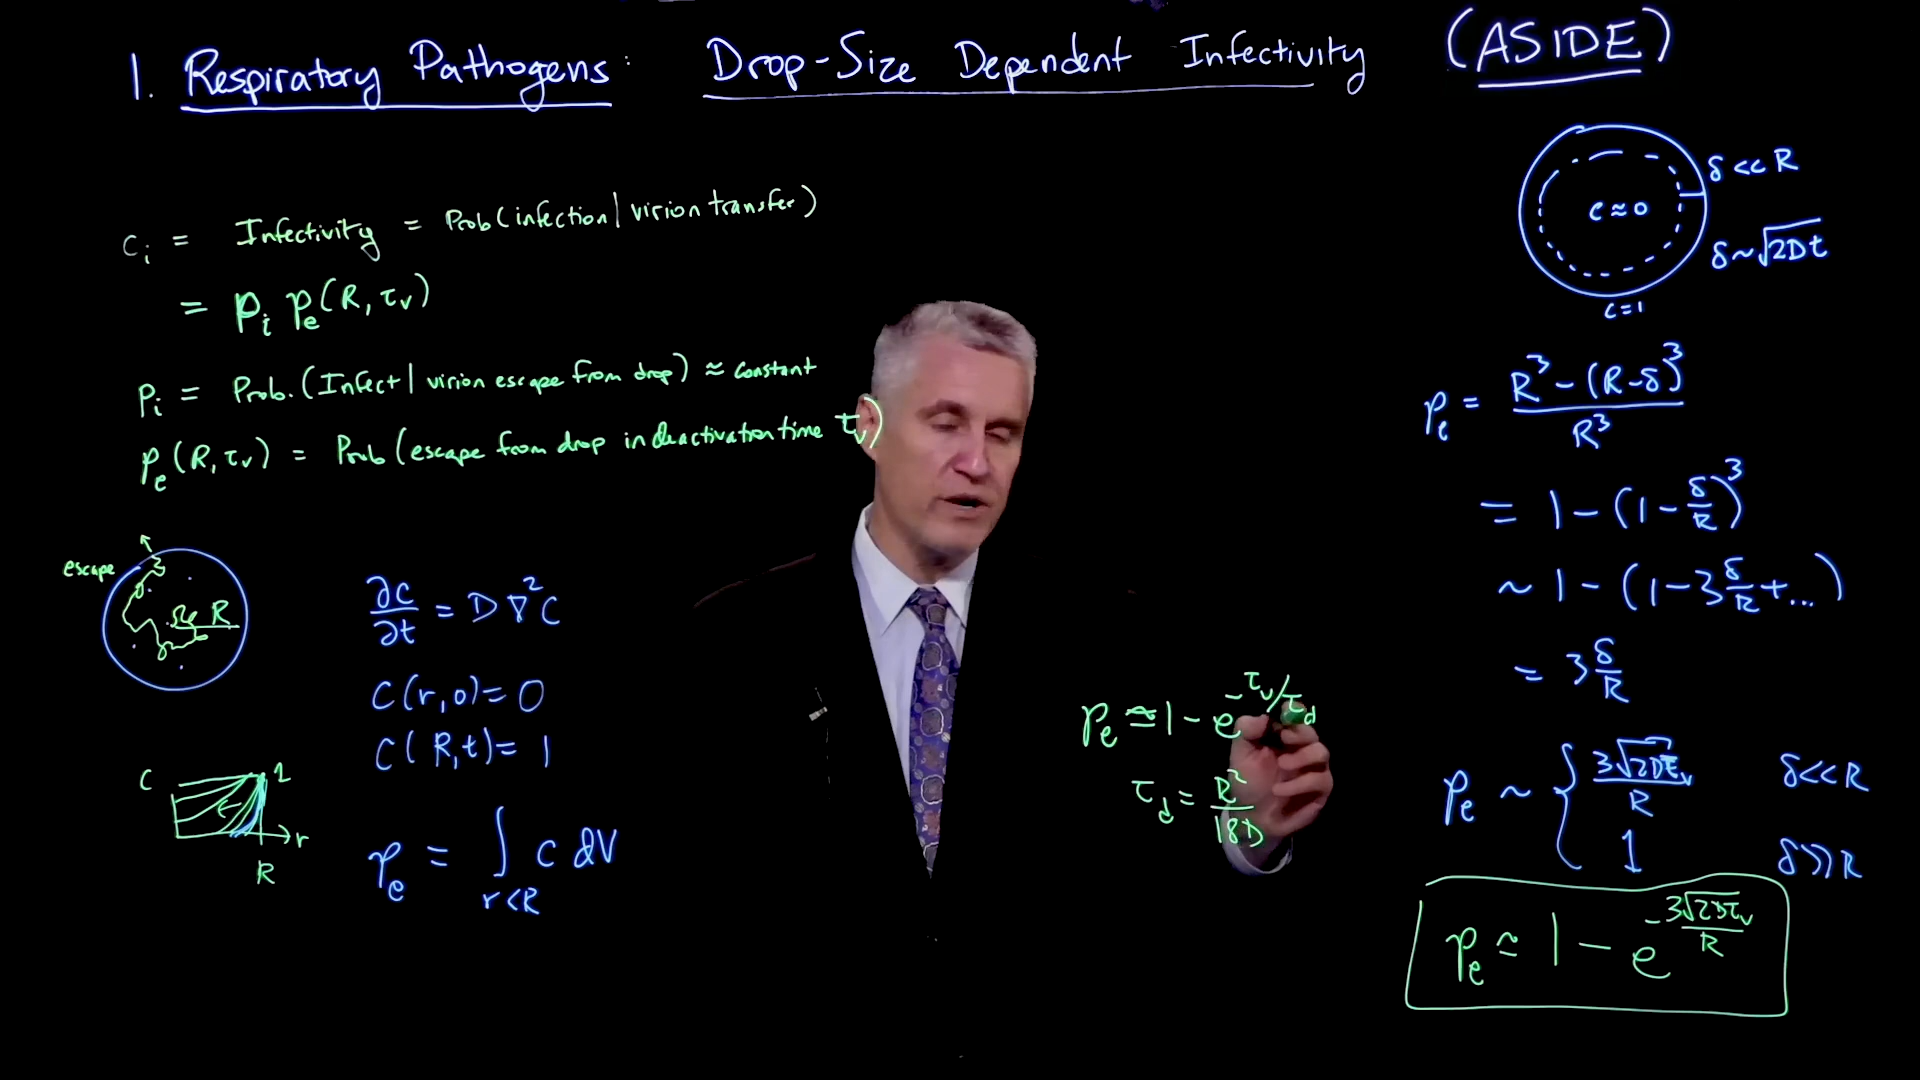 1. Respiratory Pathogens: Drop-Size Dependent Infectivity (ASIDE)
c_i = Infectivity = Prob(infection | virion transfer)
= p_i p_e(R, τ_v)
p_i = Prob. (Infect | virion escape from drop) ≈ constant
p_e(R, τ_v) = Prob (escape from drop in deactivation time τ_v)
escape
R
∂c/∂t = D∇²C
C(r,0) = 0
C(R,t) = 1
C
1
t
r
R
p_e = ∫_{r<R} c dV
p_e ≃ 1 - e^{-τ_v/τ_d}
τ_d = R²/18D
c≈0
δ << R
δ ~ √2Dt
c=1
p_e = R³ - (R-δ)³ / R³
= 1 - (1 - δ/R)³
~ 1 - (1 - 3 δ/R + ...)
= 3 δ/R
p_e ~ { 3√2Dτ_v / R δ<<R
1 δ>>R
p_e ≃ 1 - e^{-3√2Dτ_v / R}